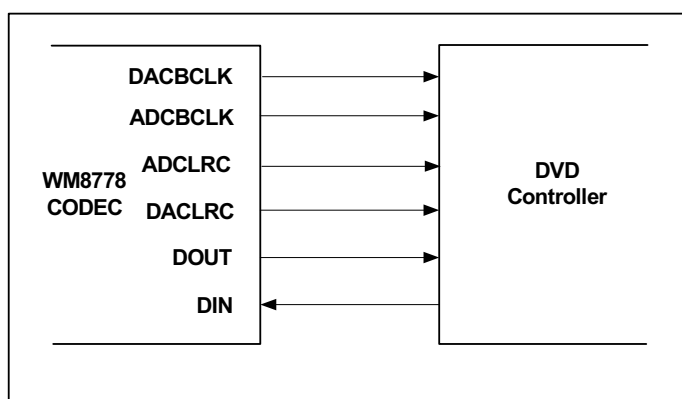 DACBCLK
ADCBCLK
ADCLRC
WM8778
CODEC
DACLRC
DOUT
DIN
DVD
Controller